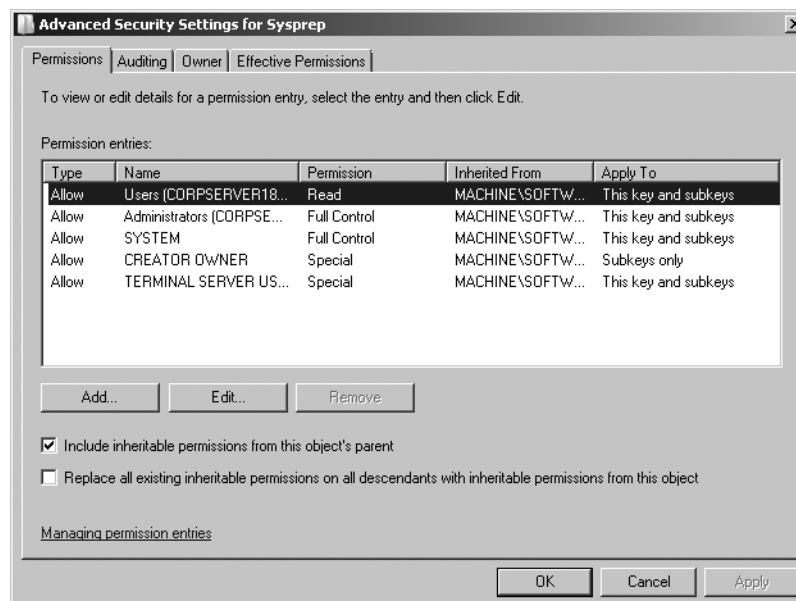 Advanced Security Settings for Sysprep
Permissions Auditing Owner Effective Permissions
To view or edit details for a permission entry, select the entry and then click Edit.
Permission entries:
Type Name Permission Inherited From Apply To
Allow Users (CORPSERVER18... Read MACHINE\SOFTW... This key and subkeys
Allow Administrators (CORPSE... Full Control MACHINE\SOFTW... This key and subkeys
Allow SYSTEM Full Control MACHINE\SOFTW... This key and subkeys
Allow CREATOR OWNER Special MACHINE\SOFTW... Subkeys only
Allow TERMINAL SERVER US... Special MACHINE\SOFTW... This key and subkeys
Add... Edit... Remove
Include inheritable permissions from this object's parent
Replace all existing inheritable permissions on all descendants with inheritable permissions from this object
Managing permission entries
OK Cancel Apply